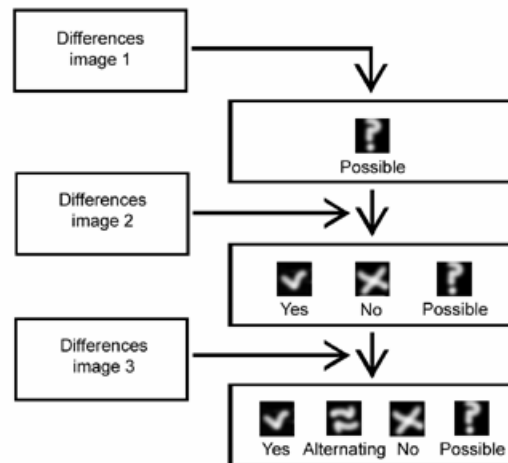 Differences
image 1
?
Possible
Differences
image 2
?
Yes No Possible
Differences
image 3
?
Yes Alternating No Possible